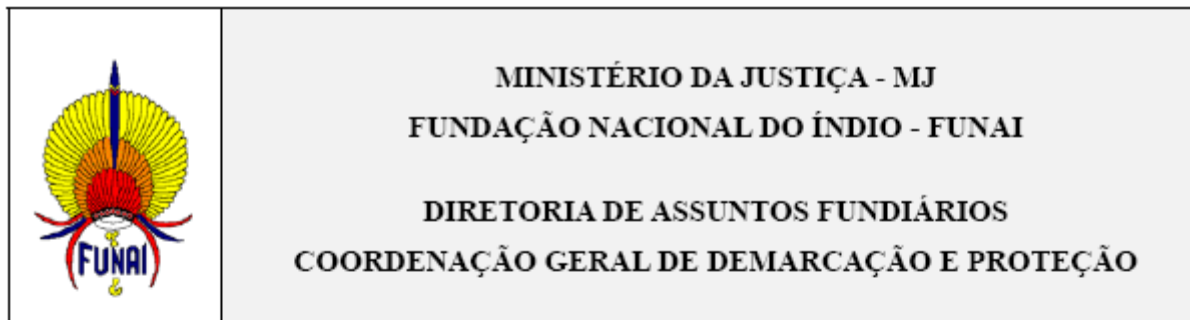 FUNAI
MINISTÉRIO DA JUSTIÇA - MJ
FUNDAÇÃO NACIONAL DO ÍNDIO - FUNAI
DIRETORIA DE ASSUNTOS FUNDIÁRIOS
COORDENAÇÃO GERAL DE DEMARCAÇÃO E PROTEÇÃO